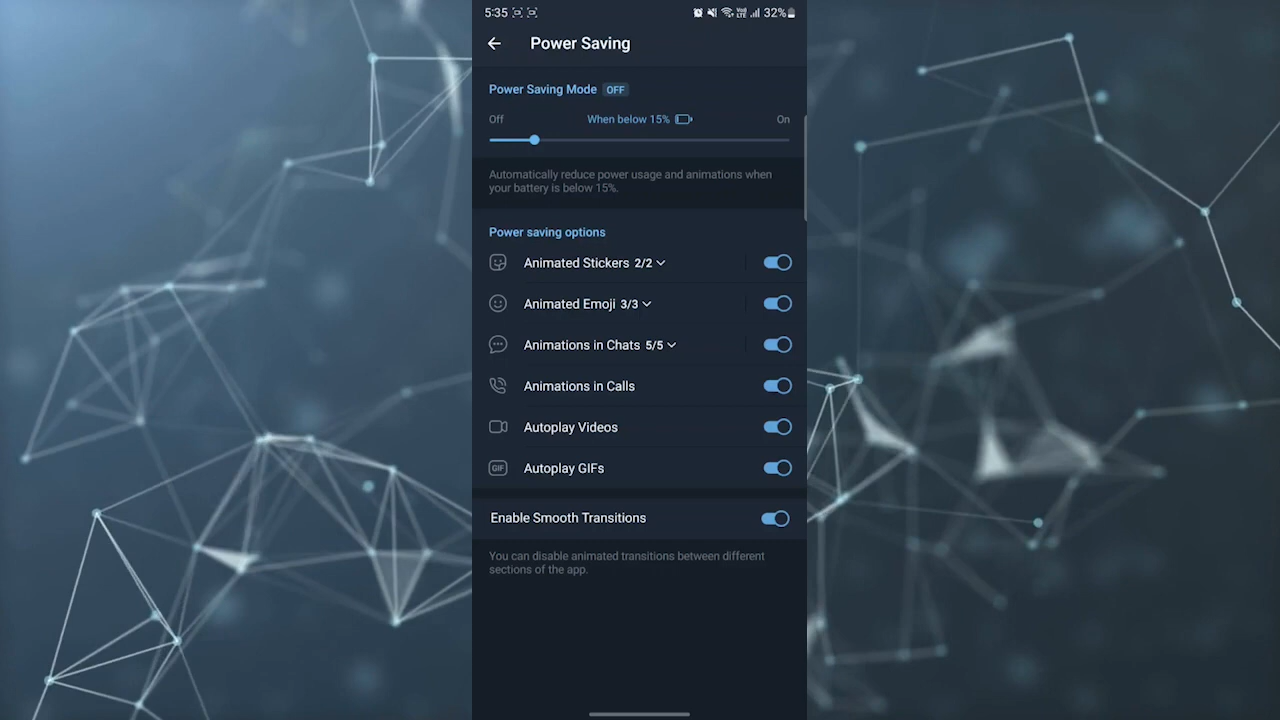 5:35 32%
Power Saving
Power Saving Mode OFF
Off When below 15% On
Automatically reduce power usage and animations when
your battery is below 15%.
Power saving options
Animated Stickers 2/2
Animated Emoji 3/3
Animations in Chats 5/5
Animations in Calls
Autoplay Videos
GIF Autoplay GIFs
Enable Smooth Transitions
You can disable animated transitions between different
sections of the app.